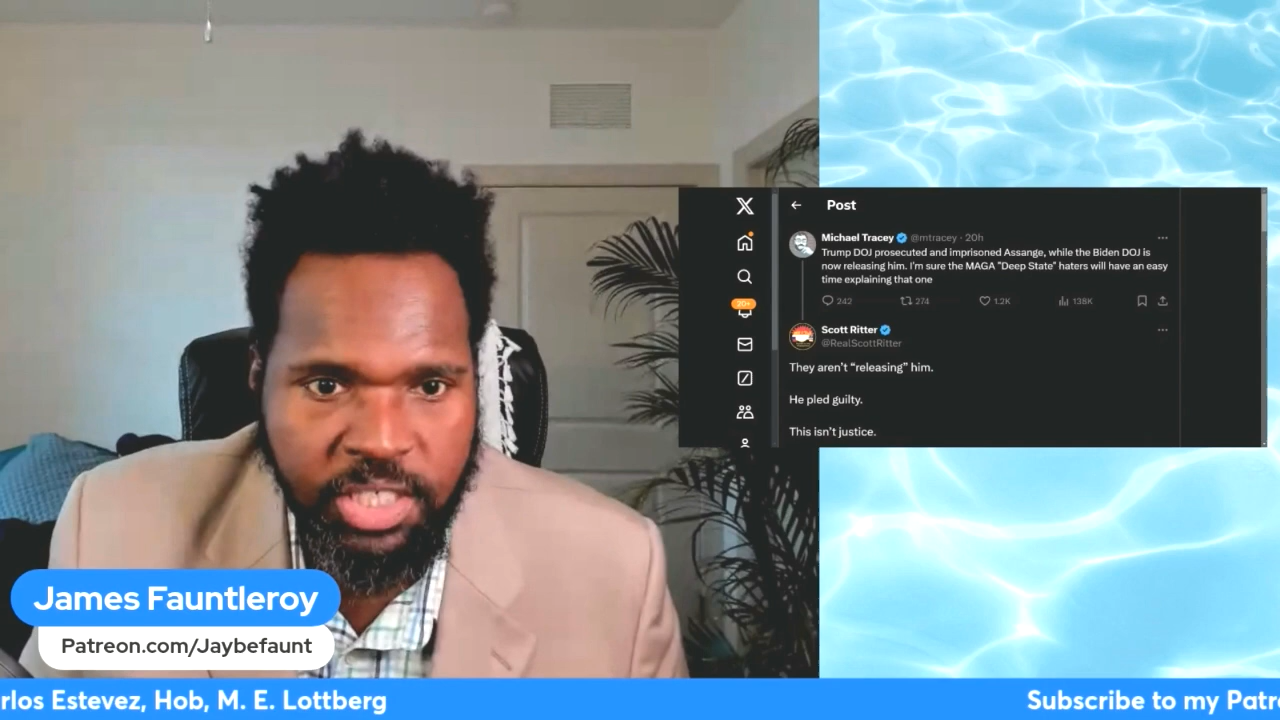 Post
Michael Tracey @mtracey · 20h
Trump DOJ prosecuted and imprisoned Assange, while the Biden DOJ is
now releasing him. I'm sure the MAGA "Deep State" haters will have an easy
time explaining that one
242 274 1.2K 138K
20+
Scott Ritter
@RealScottRitter
They aren't “releasing” him.
He pled guilty.
This isn't justice.
James Fauntleroy
Patreon.com/Jaybefaunt
rlos Estevez, Hob, M. E. Lottberg
Subscribe to my Patr